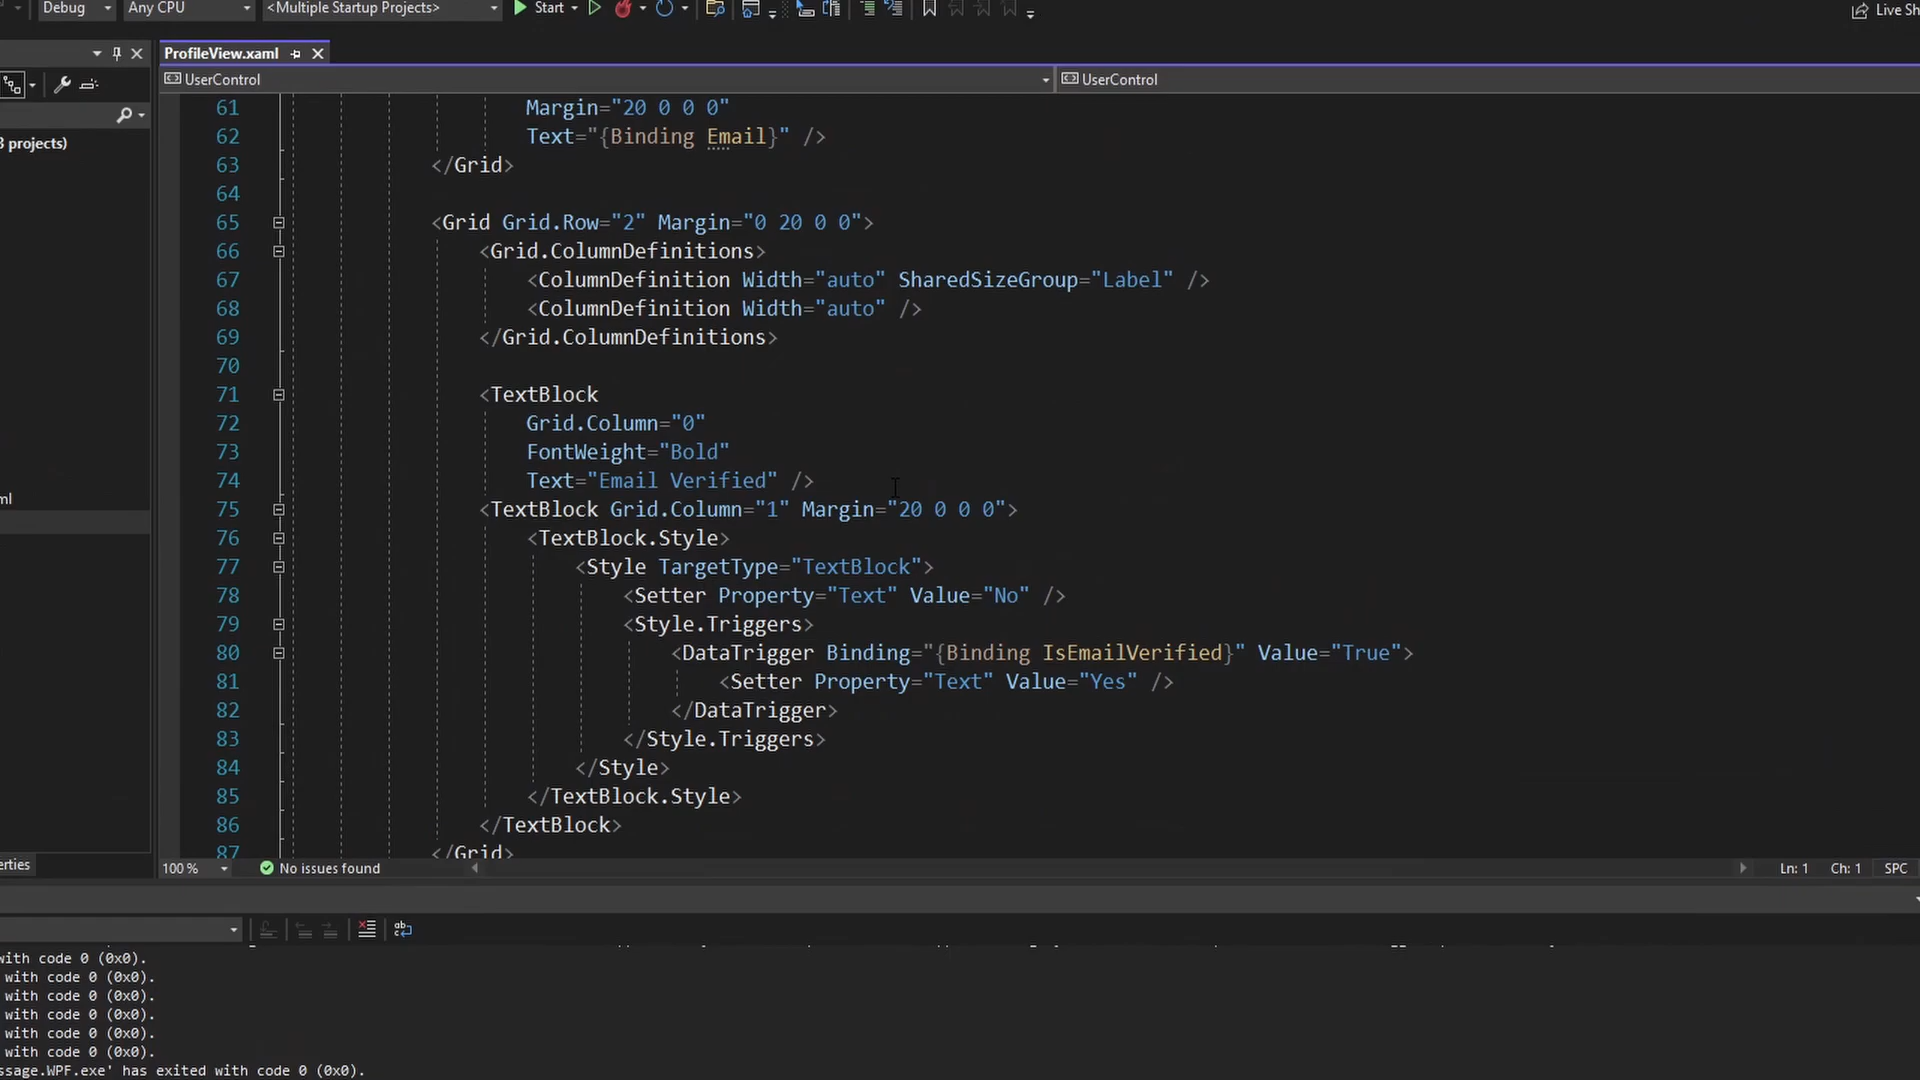 Debug Any CPU <Multiple Startup Projects> Start Live Sh
ProfileView.xaml
UserControl UserControl
3 projects)
ml
erties
61 Margin="20 0 0 0"
62 Text="{Binding Email}" />
63 </Grid>
64
65 <Grid Grid.Row="2" Margin="0 20 0 0">
66 <Grid.ColumnDefinitions>
67 <ColumnDefinition Width="auto" SharedSizeGroup="Label" />
68 <ColumnDefinition Width="auto" />
69 </Grid.ColumnDefinitions>
70
71 <TextBlock
72 Grid.Column="0"
73 FontWeight="Bold"
74 Text="Email Verified" />
75 <TextBlock Grid.Column="1" Margin="20 0 0 0">
76 <TextBlock.Style>
77 <Style TargetType="TextBlock">
78 <Setter Property="Text" Value="No" />
79 <Style.Triggers>
80 <DataTrigger Binding="{Binding IsEmailVerified}" Value="True">
81 <Setter Property="Text" Value="Yes" />
82 </DataTrigger>
83 </Style.Triggers>
84 </Style>
85 </TextBlock.Style>
86 </TextBlock>
87 </Grid>
100 % No issues found Ln: 1 Ch: 1 SPC
with code 0 (0x0).
with code 0 (0x0).
with code 0 (0x0).
with code 0 (0x0).
with code 0 (0x0).
with code 0 (0x0).
ssage.WPF.exe' has exited with code 0 (0x0).